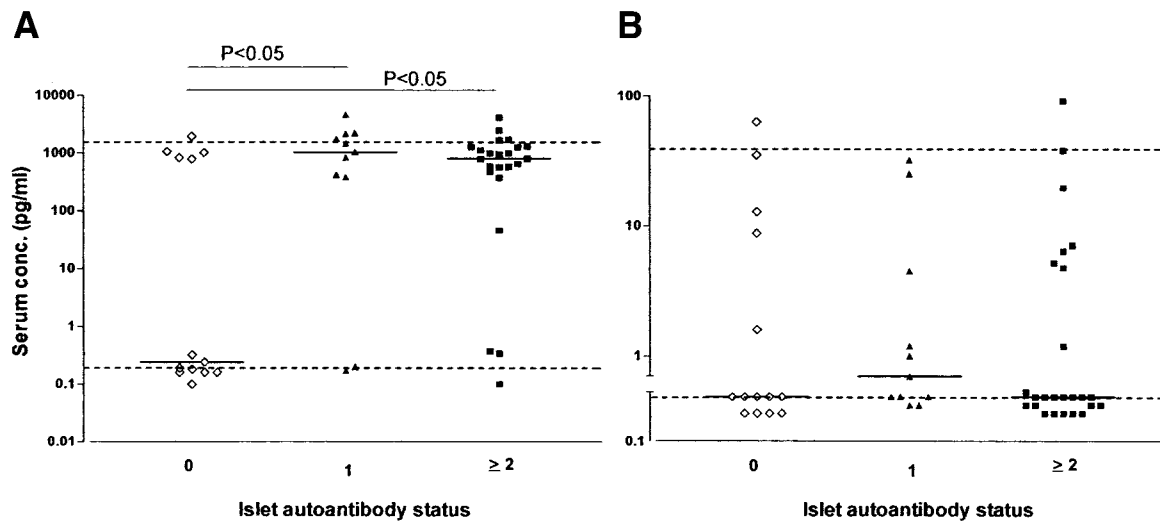 A
B
P<0.05
P<0.05
Serum conc. (pg/ml)
10000
1000
100
10
1
0.1
0.01
0
1
≥ 2
Islet autoantibody status
100
10
1
0.1
0
1
≥ 2
Islet autoantibody status